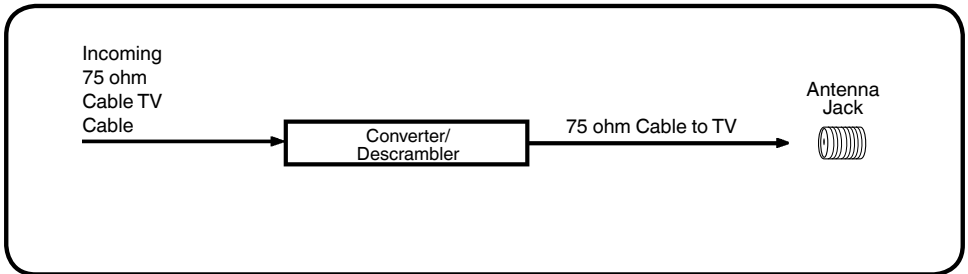 Incoming
75 ohm
Cable TV
Cable
Converter/
Descrambler
75 ohm Cable to TV
Antenna
Jack